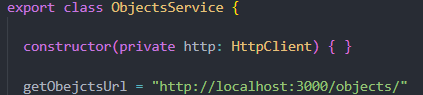 export class ObjectsService {
constructor(private http: HttpClient) { }
getObejctsUrl = "http://localhost:3000/objects/"